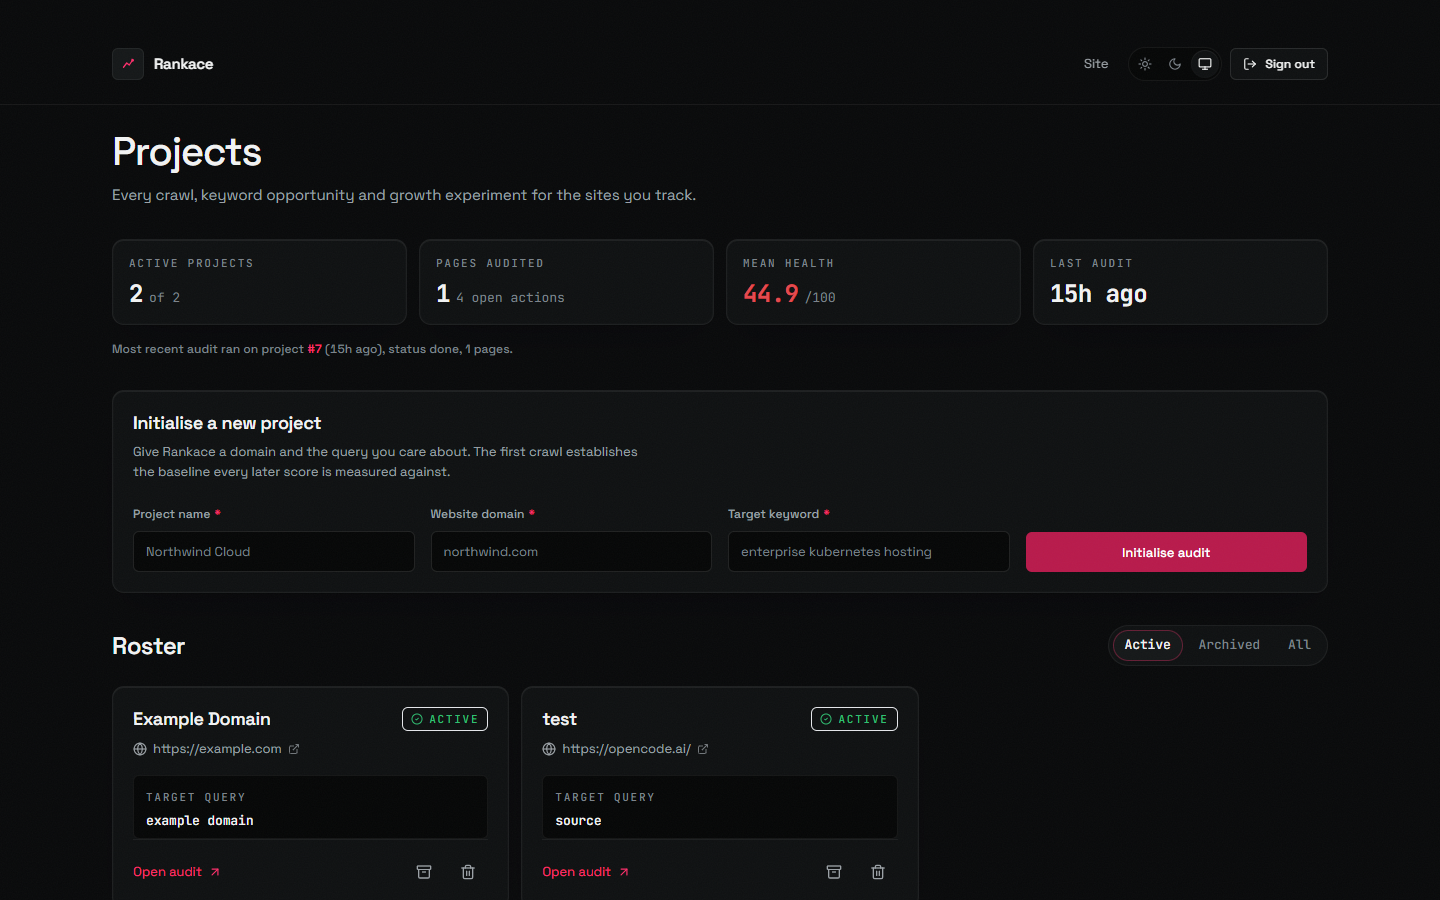 Rankace
Site
Sign out
Projects
Every crawl, keyword opportunity and growth experiment for the sites you track.
ACTIVE PROJECTS
2 of 2
PAGES AUDITED
1 4 open actions
MEAN HEALTH
44.9 /100
LAST AUDIT
15h ago
Most recent audit ran on project #7 (15h ago), status done, 1 pages.
Initialise a new project
Give Rankace a domain and the query you care about. The first crawl establishes
the baseline every later score is measured against.
Project name *
Website domain *
Target keyword *
Northwind Cloud
northwind.com
enterprise kubernetes hosting
Initialise audit
Roster
Active
Archived
All
Example Domain
ACTIVE
https://example.com
TARGET QUERY
example domain
Open audit
test
ACTIVE
https://opencode.ai/
TARGET QUERY
source
Open audit